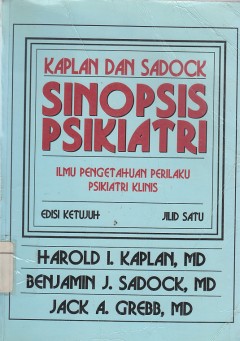 KAPLAN DAN SADOCK
SINOPSIS
PSIKIATRI
ILMU PENGETAHUAN PERILAKU
PSIKIATRI KLINIS
EDISI KETUJUH JILID SATU
HAROLD I. KAPLAN, MD
BENJAMIN J. SADOCK, MD
JACK A. GREBB, MD